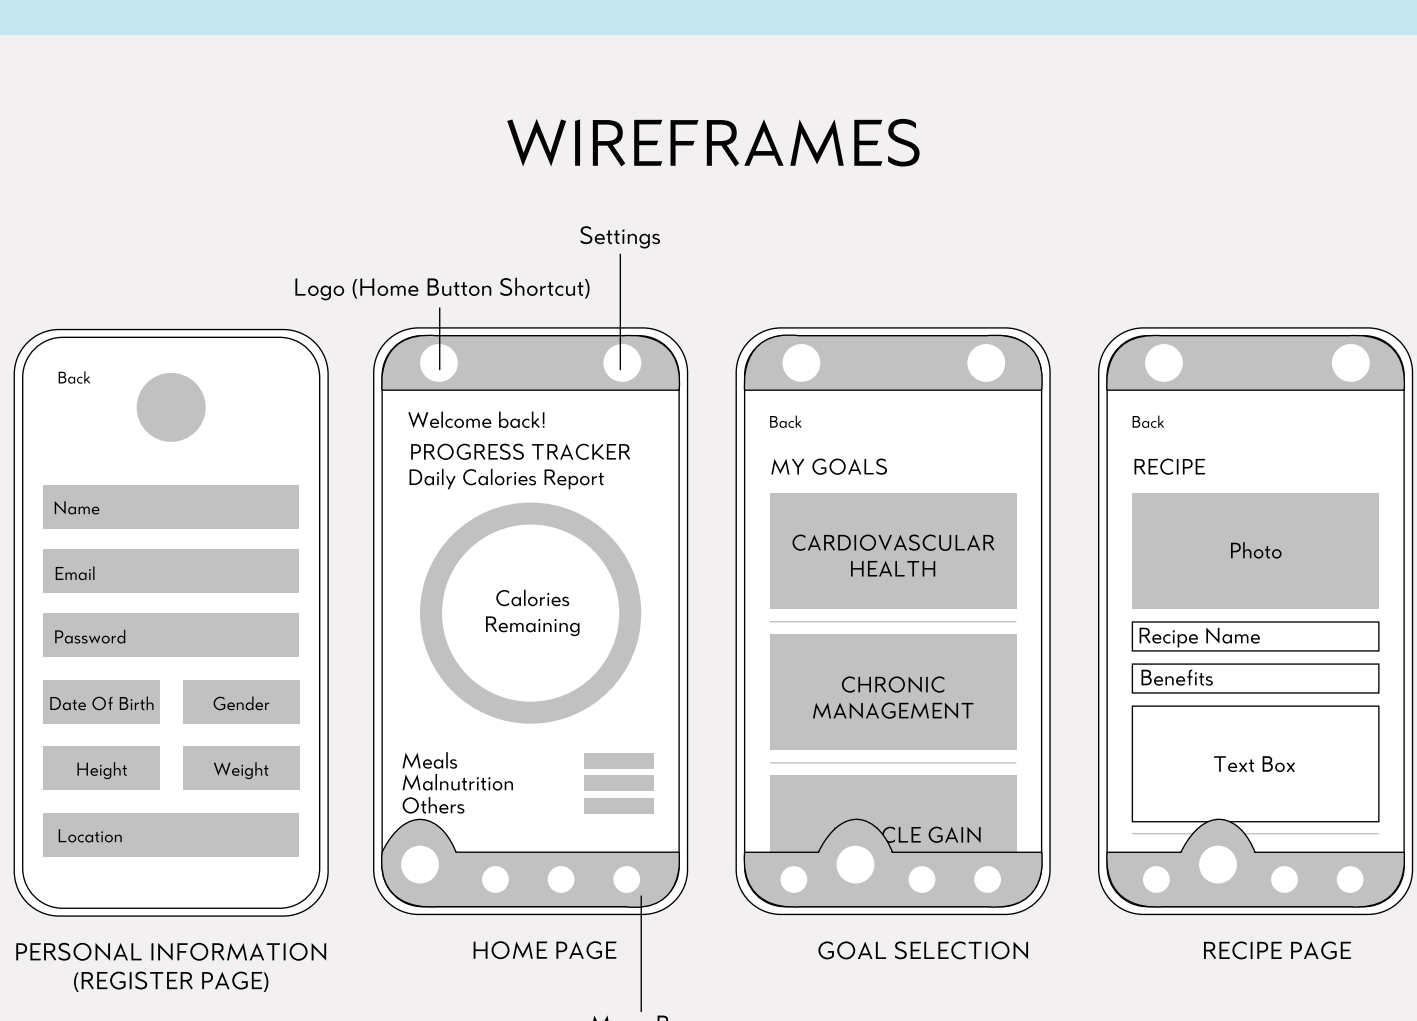 WIREFRAMES
Settings
Logo (Home Button Shortcut)
Back
Name
Email
Password
Date Of Birth
Gender
Height
Weight
Location
PERSONAL INFORMATION
(REGISTER PAGE)
Welcome back!
PROGRESS TRACKER
Daily Calories Report
Calories
Remaining
Meals
Malnutrition
Others
HOME PAGE
Back
MY GOALS
CARDIOVASCULAR
HEALTH
CHRONIC
MANAGEMENT
CLE GAIN
GOAL SELECTION
Back
RECIPE
Photo
Recipe Name
Benefits
Text Box
RECIPE PAGE